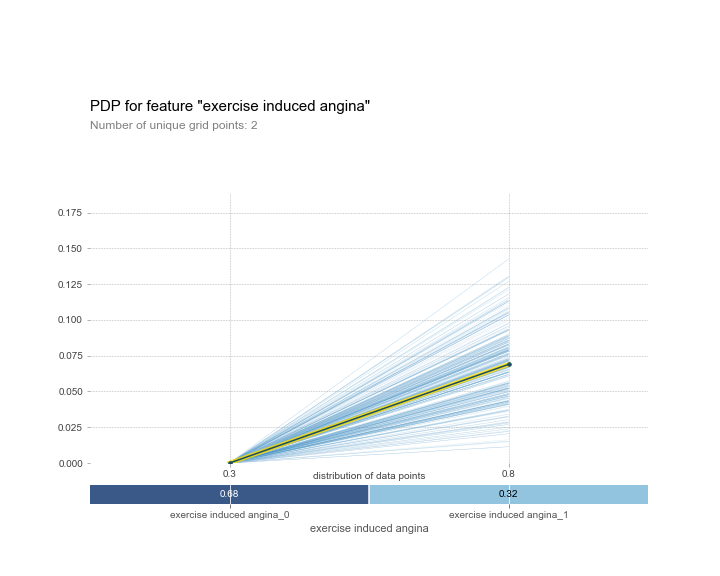 PDP for feature "exercise induced angina"
Number of unique grid points: 2
0.175
0.150
0.125
0.100
0.075
0.050
0.025
0.000
0.3 distribution of data points 0.8
0.68 0.32
exercise induced angina_0 exercise induced angina_1
exercise induced angina